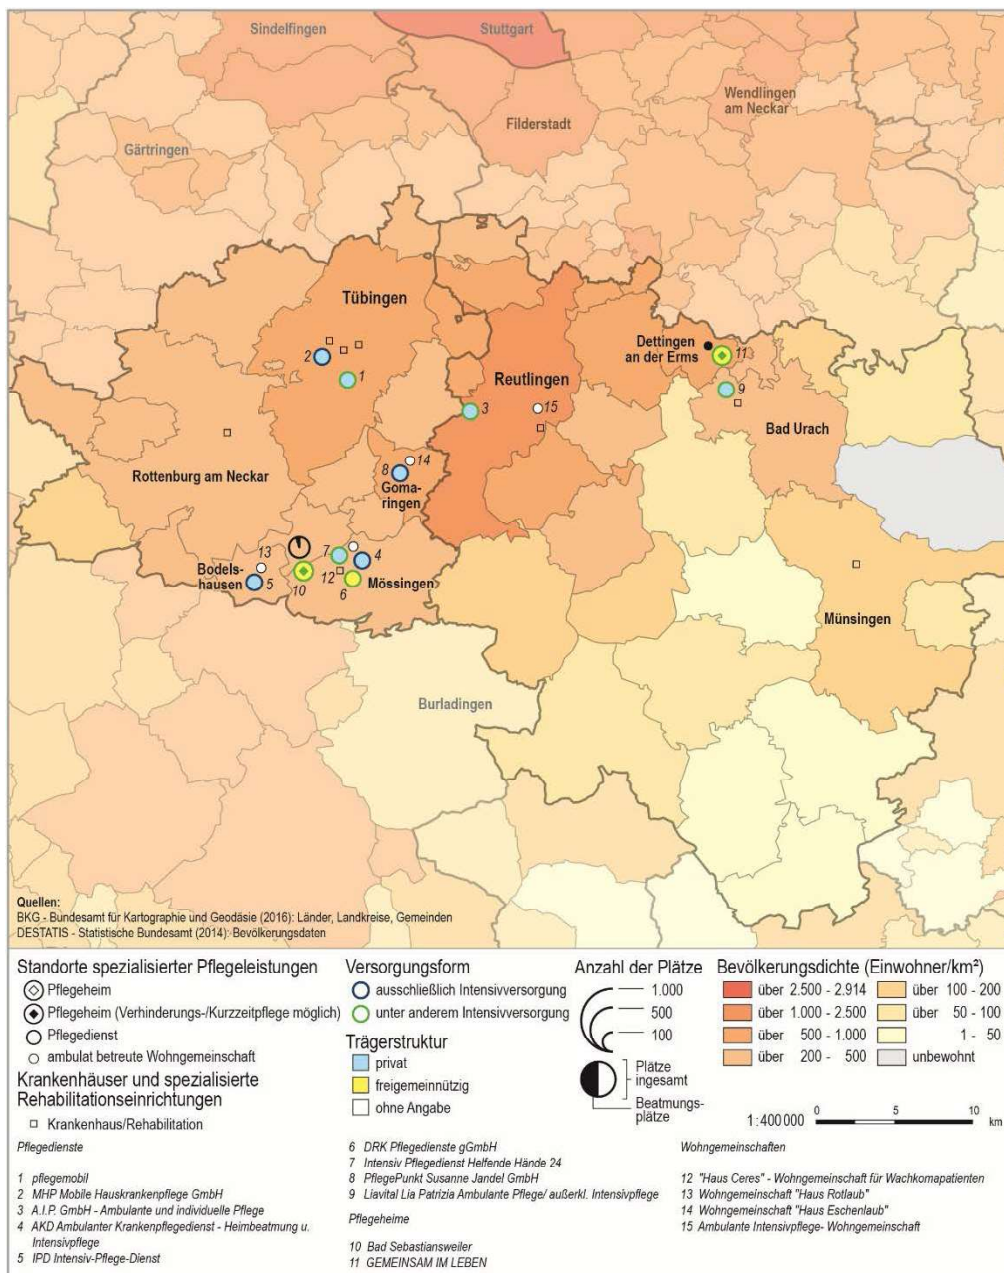 Sindelfingen
Stuttgart
Wendlingen
am Neckar
Filderstadt
Gärtringen
Tübingen
2
1
Dettingen
an der Erms
11
Reutlingen
9
3
15
Bad Urach
Rottenburg am Neckar
14
8
Goma-
ringen
13
7
4
Bodels-
hausen
5
10
12
6
Mössingen
Münsingen
Burladingen
Quellen:
BKG - Bundesamt für Kartographie und Geodäsie (2016): Länder, Landkreise, Gemeinden
DESTATIS - Statistische Bundesamt (2014): Bevölkerungsdaten
Standorte spezialisierter Pflegeleistungen
Pflegeheim
Pflegeheim (Verhinderungs-/Kurzzeitpflege möglich)
Pflegedienst
ambulat betreute Wohngemeinschaft
Krankenhäuser und spezialisierte
Rehabilitationseinrichtungen
Krankenhaus/Rehabilitation
Versorgungsform
ausschließlich Intensivversorgung
unter anderem Intensivversorgung
Trägerstruktur
privat
freigemeinnützig
ohne Angabe
Anzahl der Plätze
1.000
500
100
Plätze
ingesamt
Beatmungs-
plätze
Bevölkerungsdichte (Einwohner/km²)
über 2.500 - 2.914
über 1.000 - 2.500
über 500 - 1.000
über 200 - 500
über 100 - 200
über 50 - 100
1 - 50
unbewohnt
1:400 000
0 5 10
km
Pflegedienste
1 pflegemobil
2 MHP Mobile Hauskrankenpflege GmbH
3 A.I.P. GmbH - Ambulante und individuelle Pflege
4 AKD Ambulanter Krankenpflegedienst - Heimbeatmung u.
Intensivpflege
5 IPD Intensiv-Pflege-Dienst
6 DRK Pflegedienste gGmbH
7 Intensiv Pflegedienst Helfende Hände 24
8 PflegePunkt Susanne Jandel GmbH
9 Liavital Lia Patrizia Ambulante Pflege/ außerkl. Intensivpflege
Pflegeheime
10 Bad Sebastiansweiler
11 GEMEINSAM IM LEBEN
Wohngemeinschaften
12 "Haus Ceres" - Wohngemeinschaft für Wachkomapatienten
13 Wohngemeinschaft "Haus Rotlaub"
14 Wohngemeinschaft "Haus Eschenlaub"
15 Ambulante Intensivpflege- Wohngemeinschaft